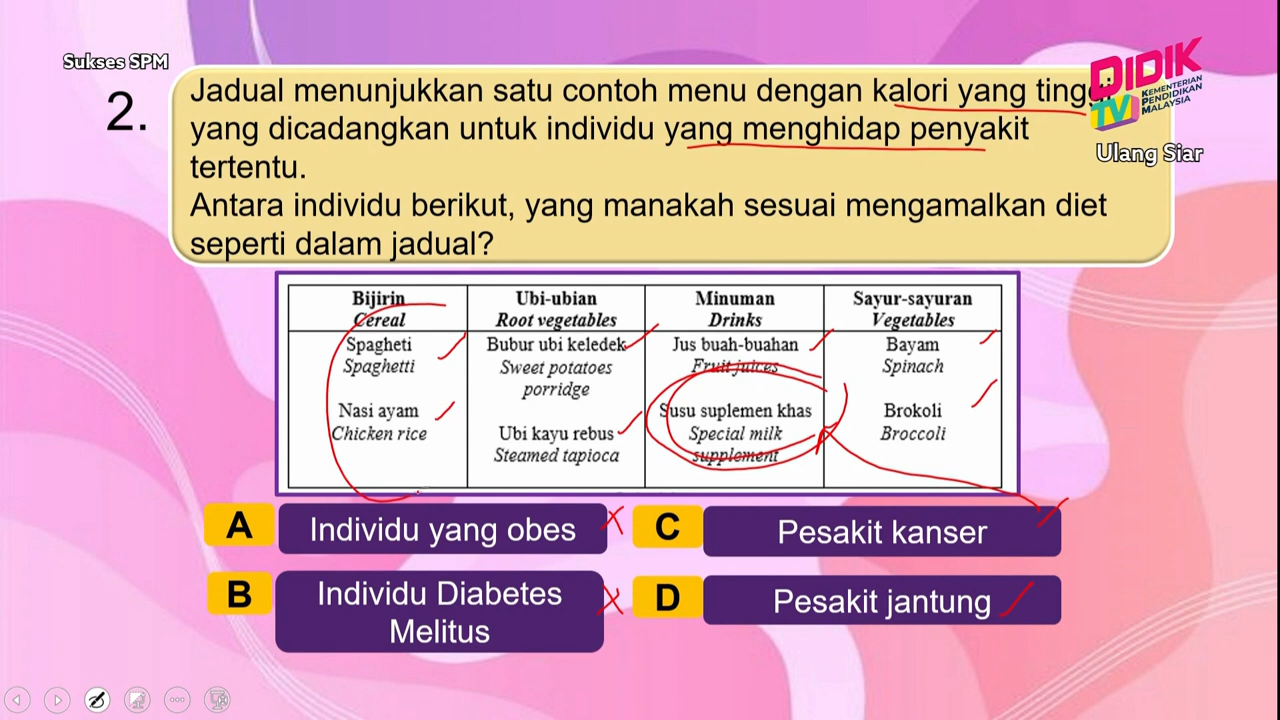 Sukses SPM
2.
Jadual menunjukkan satu contoh menu dengan kalori yang tingg
yang dicadangkan untuk individu yang menghidap penyakit
tertentu.
Antara individu berikut, yang manakah sesuai mengamalkan diet
seperti dalam jadual?
DIDIK
TV
KEMENTERIAN
PENDIDIKAN
MALAYSIA
Ulang Siar
Bijirin
Cereal
Ubi-ubian
Root vegetables
Minuman
Drinks
Sayur-sayuran
Vegetables
Spagheti
Spaghetti
Bubur ubi keledek
Sweet potatoes
porridge
Jus buah-buahan
Fruit juices
Bayam
Spinach
Nasi ayam
Chicken rice
Ubi kayu rebus
Steamed tapioca
Susu suplemen khas
Special milk
supplement
Brokoli
Broccoli
A
Individu yang obes
C
Pesakit kanser
B
Individu Diabetes
Melitus
D
Pesakit jantung